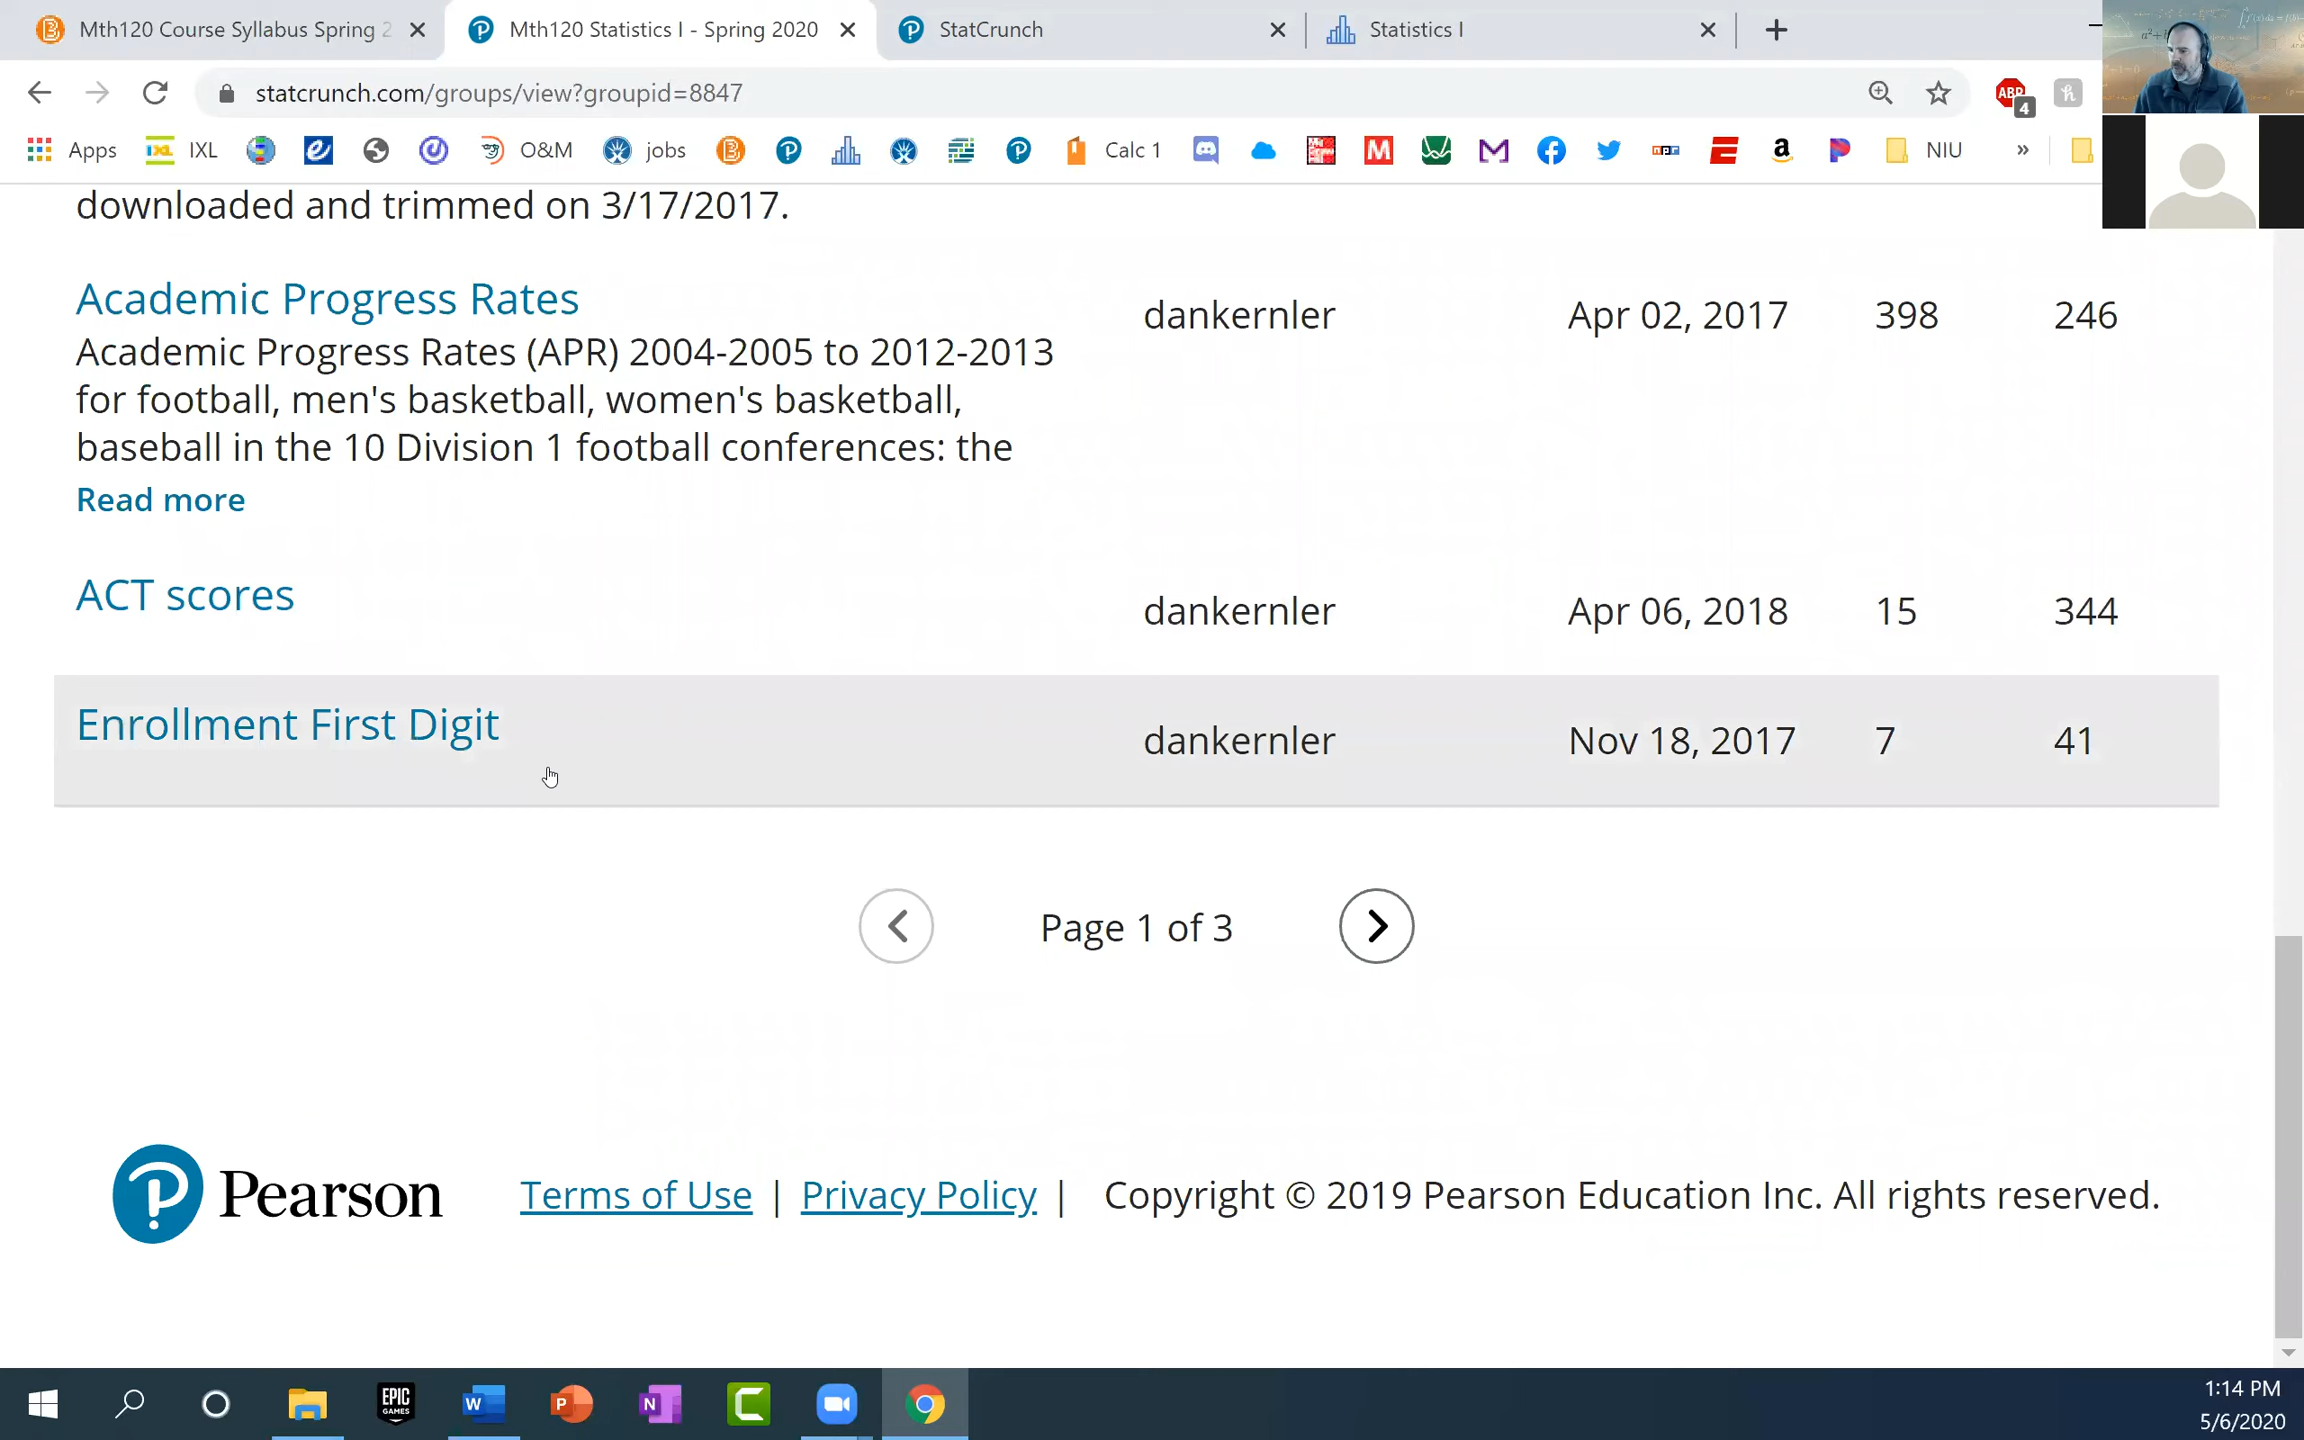 Mth120 Course Syllabus Spring 2
Mth120 Statistics I - Spring 2020
StatCrunch
Statistics I
statcrunch.com/groups/view?groupid=8847
ABP
4
Apps
IXL
IXL
O&M
jobs
Calc 1
NIU
»
downloaded and trimmed on 3/17/2017.
Academic Progress Rates
dankernler
Apr 02, 2017
398
246
Academic Progress Rates (APR) 2004-2005 to 2012-2013
for football, men's basketball, women's basketball,
baseball in the 10 Division 1 football conferences: the
Read more
ACT scores
dankernler
Apr 06, 2018
15
344
Enrollment First Digit
dankernler
Nov 18, 2017
7
41
Page 1 of 3
Pearson
Terms of Use | Privacy Policy | Copyright © 2019 Pearson Education Inc. All rights reserved.
EPIC
GAMES
1:14 PM
5/6/2020